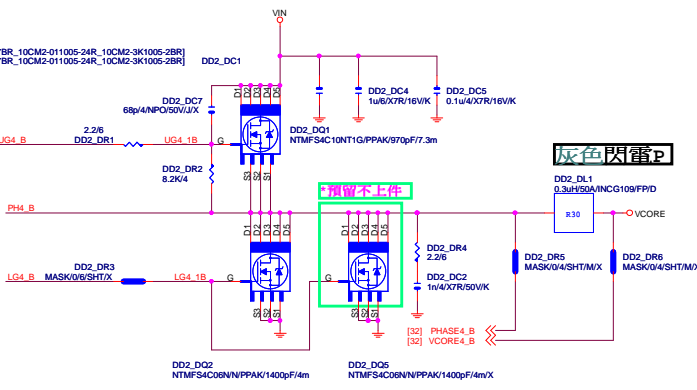 VIN
YBR_10CM2-011005-24R_10CM2-3K1005-2BR]
YBR_10CM2-011005-24R_10CM2-3K1005-2BR]
DD2_DC1
D1 D2 D3 D4 D5
DD2_DC7
68p/4/NPO/50V/J/X
DD2_DC4
1u/6/X7R/16V/K
DD2_DC5
0.1u/4/X7R/16V/K
UG4_B
2.2/6
DD2_DR1
UG4_1B
G
DD2_DQ1
NTMFS4C10NT1G/PPAK/970pF/7.3m
DD2_DR2
8.2K/4
S3 S2 S1
灰色閃電P
*預留不上件
DD2_DL1
0.3uH/50A/INCG109/FP/D
R30
VCORE
PH4_B
D1 D2 D3 D4 D5
D1 D2 D3 D4 D5
DD2_DR4
2.2/6
DD2_DR5
MASK/0/4/SHT/M/X
DD2_DR6
MASK/0/4/SHT/M/X
DD2_DR3
MASK/0/6/SHT/X
LG4_B
LG4_1B
G
G
DD2_DC2
1n/4/X7R/50V/K
S3 S2 S1
S3 S2 S1
[32] PHASE4_B
[32] VCORE4_B
DD2_DQ2
NTMFS4C06N/N/PPAK/1400pF/4m
DD2_DQ5
NTMFS4C06N/N/PPAK/1400pF/4m/X